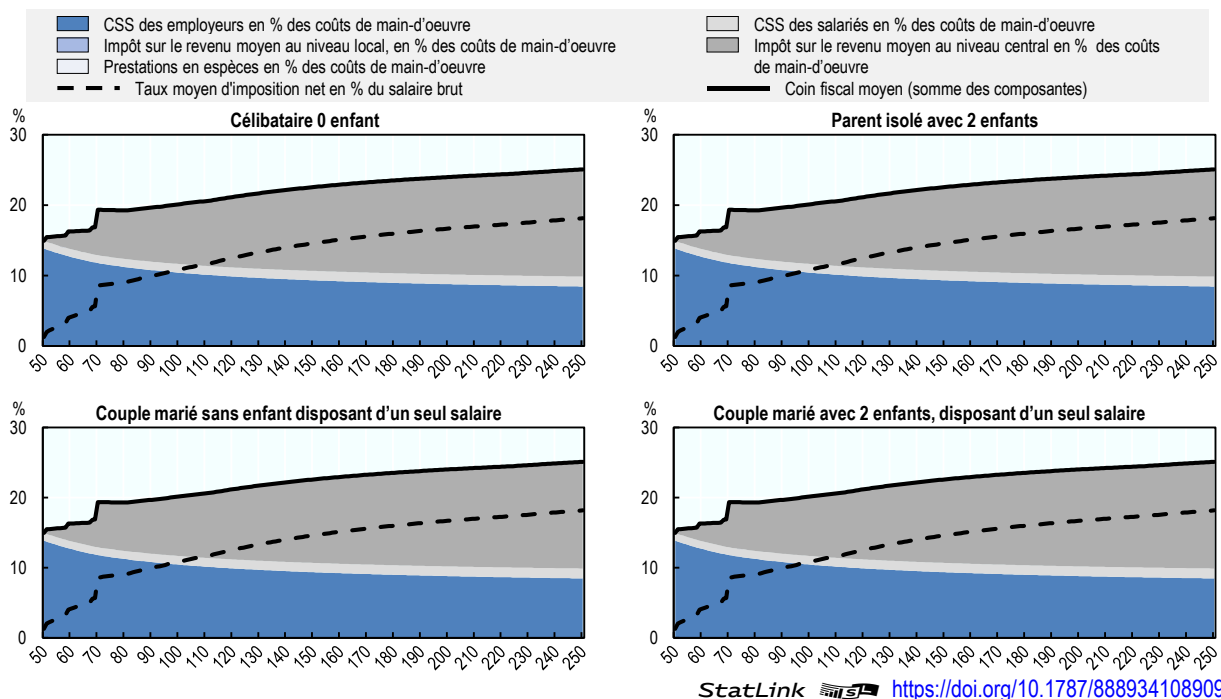 CSS des employeurs en % des coûts de main-d'oeuvre
CSS des salariés en % des coûts de main-d'oeuvre
Impôt sur le revenu moyen au niveau local, en % des coûts de main-d'oeuvre
Impôt sur le revenu moyen au niveau central en % des coûts
de main-d'oeuvre
Prestations en espèces en % des coûts de main-d'oeuvre
Taux moyen d'imposition net en % du salaire brut
Coin fiscal moyen (somme des composantes)
%
Célibataire 0 enfant
30
20
10
0
50 60 70 80 90 100 110 120 130 140 150 160 170 180 190 200 210 220 230 240 250
%
Parent isolé avec 2 enfants
30
20
10
0
50 60 70 80 90 100 110 120 130 140 150 160 170 180 190 200 210 220 230 240 250
%
Couple marié sans enfant disposant d'un seul salaire
30
20
10
0
50 60 70 80 90 100 110 120 130 140 150 160 170 180 190 200 210 220 230 240 250
%
Couple marié avec 2 enfants, disposant d'un seul salaire
30
20
10
0
50 60 70 80 90 100 110 120 130 140 150 160 170 180 190 200 210 220 230 240 250
StatLink https://doi.org/10.1787/888934108909